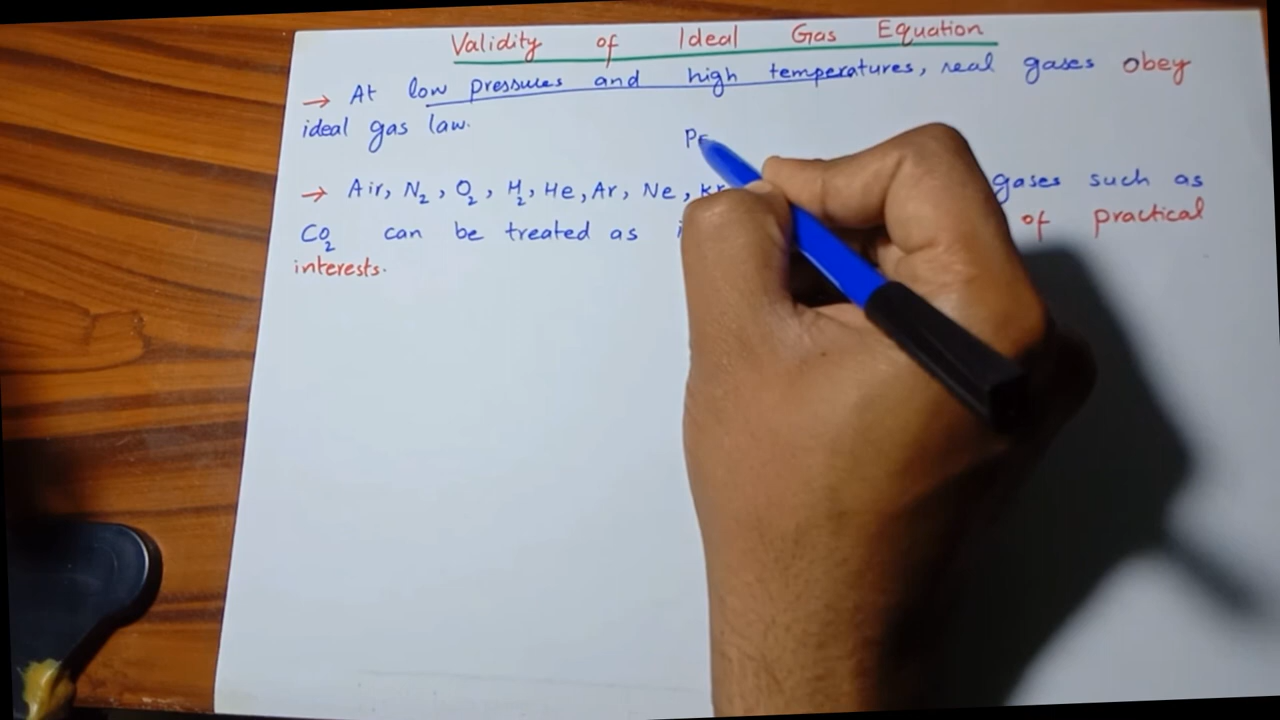 Validity of Ideal Gas Equation
→ At low pressures and high temperatures, real gases obey
ideal gas law.
→ Air, N₂, O₂, H₂, He, Ar, Ne, Kr gases such as
CO₂ can be treated as of practical
interests.